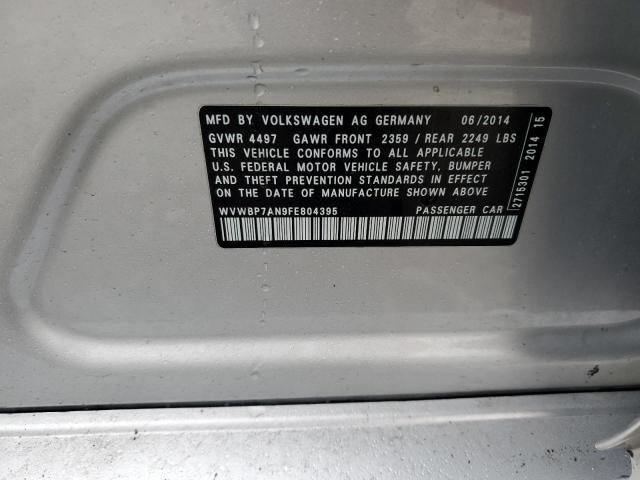 MFD BY VOLKSWAGEN AG GERMANY 06/2014
GVWR 4497 GAWR FRONT 2359 / REAR 2249 LBS
THIS VEHICLE CONFORMS TO ALL APPLICABLE
U.S. FEDERAL MOTOR VEHICLE SAFETY, BUMPER
AND THEFT PREVENTION STANDARDS IN EFFECT
ON THE DATE OF MANUFACTURE SHOWN ABOVE
WVWBP7AN9FE804395 PASSENGER CAR
2715301 2014 15